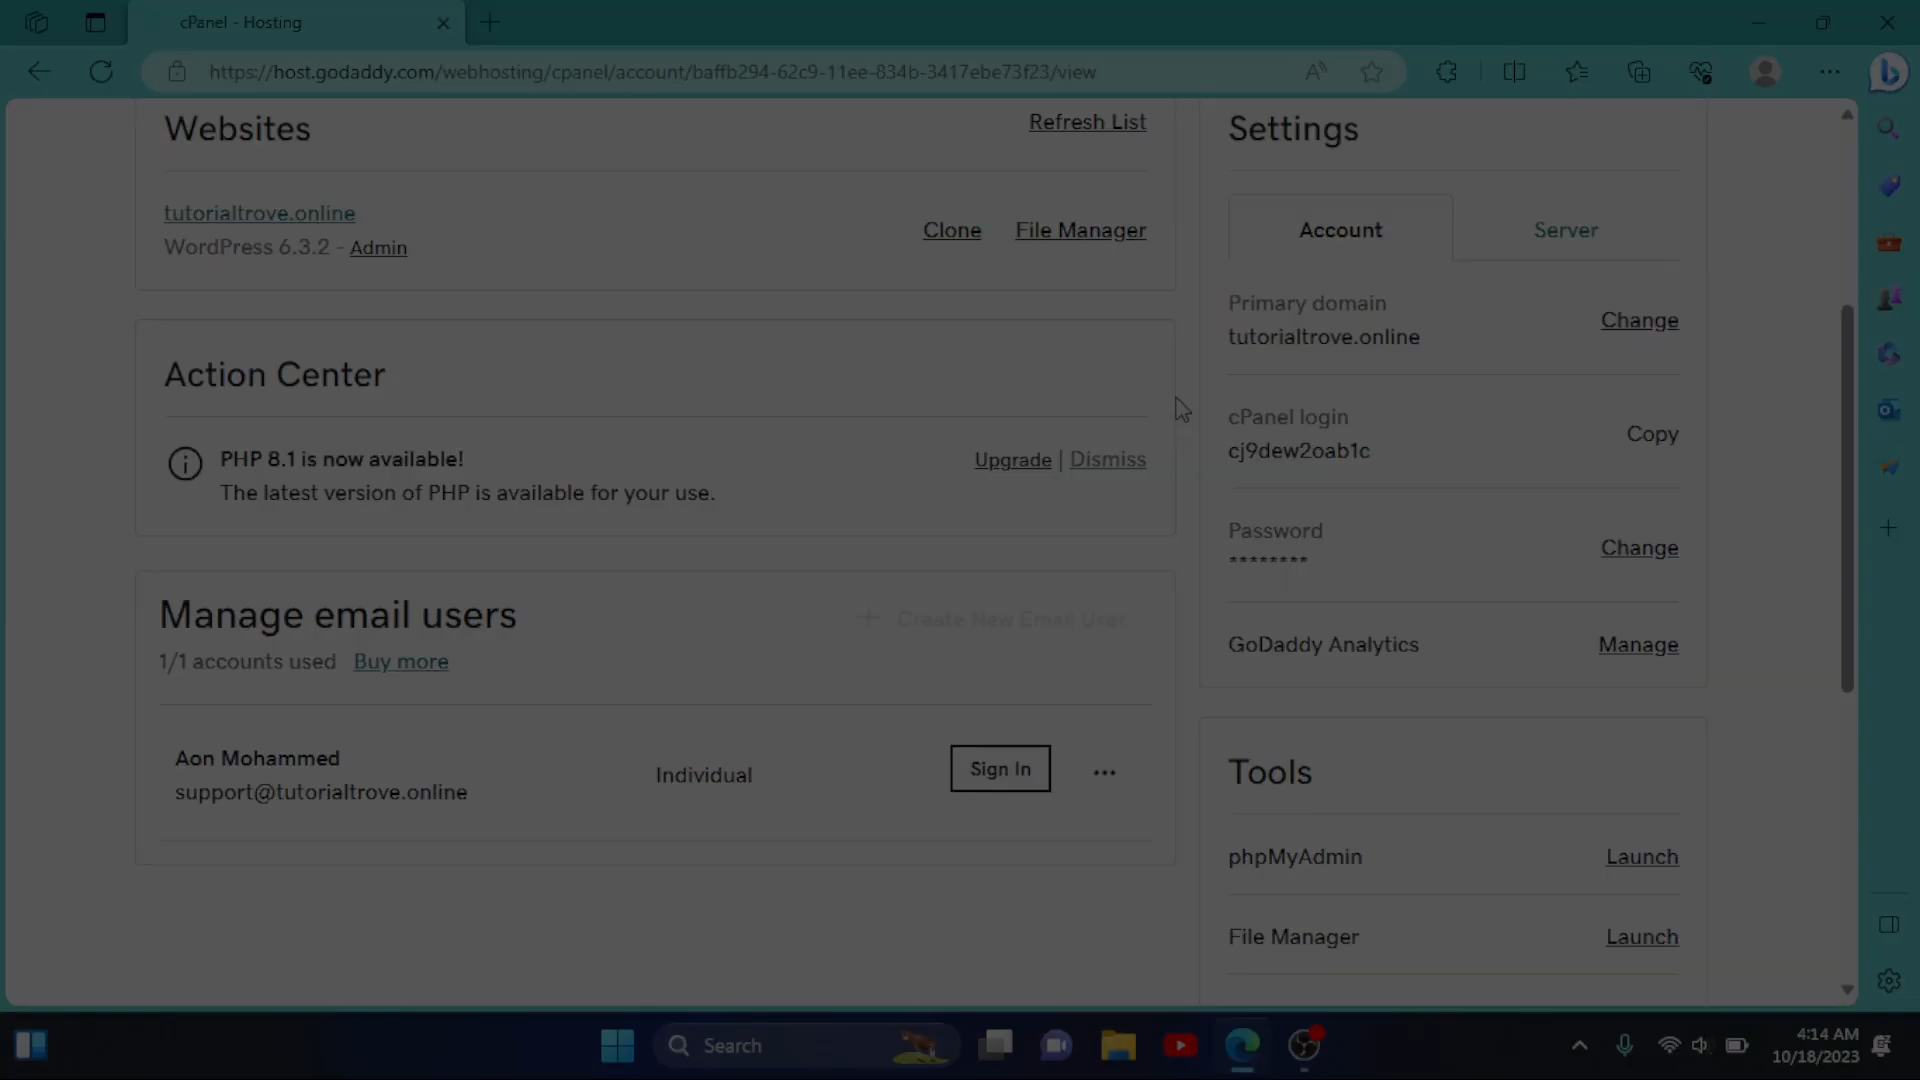 cPanel - Hosting
https://host.godaddy.com/webhosting/cpanel/account/baffb294-62c9-11ee-834b-3417ebe73f23/view
Websites
Refresh List
tutorialtrove.online
WordPress 6.3.2 - Admin
Clone
File Manager
Action Center
PHP 8.1 is now available!
The latest version of PHP is available for your use.
Upgrade | Dismiss
Manage email users
+ Create New Email User
1/1 accounts used Buy more
Aon Mohammed
support@tutorialtrove.online
Individual
Sign In
Settings
Account
Server
Primary domain
tutorialtrove.online
Change
cPanel login
cj9dew2oab1c
Copy
Password
********
Change
GoDaddy Analytics
Manage
Tools
phpMyAdmin
Launch
File Manager
Launch
Search
4:14 AM
10/18/2023